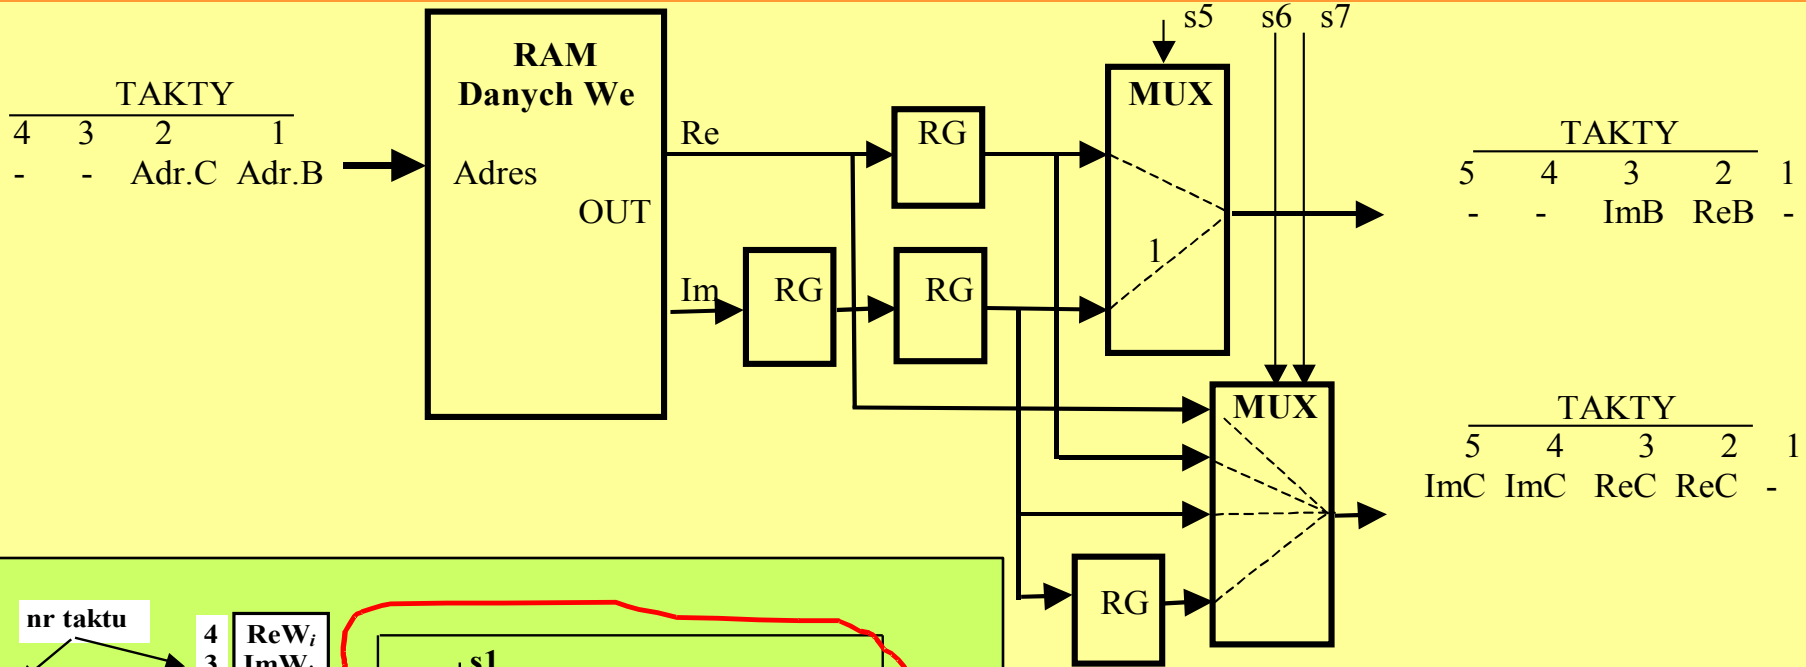 s5 s6 s7
RAM
Danych We
Adres
OUT
TAKTY
4 3 2 1
- - Adr.C Adr.B
Re
Im
RG
RG
RG
MUX
1
TAKTY
5 4 3 2 1
- - ImB ReB -
MUX
RG
TAKTY
5 4 3 2 1
ImC ImC ReC ReC -
nr taktu
4 ReWi
3
s1